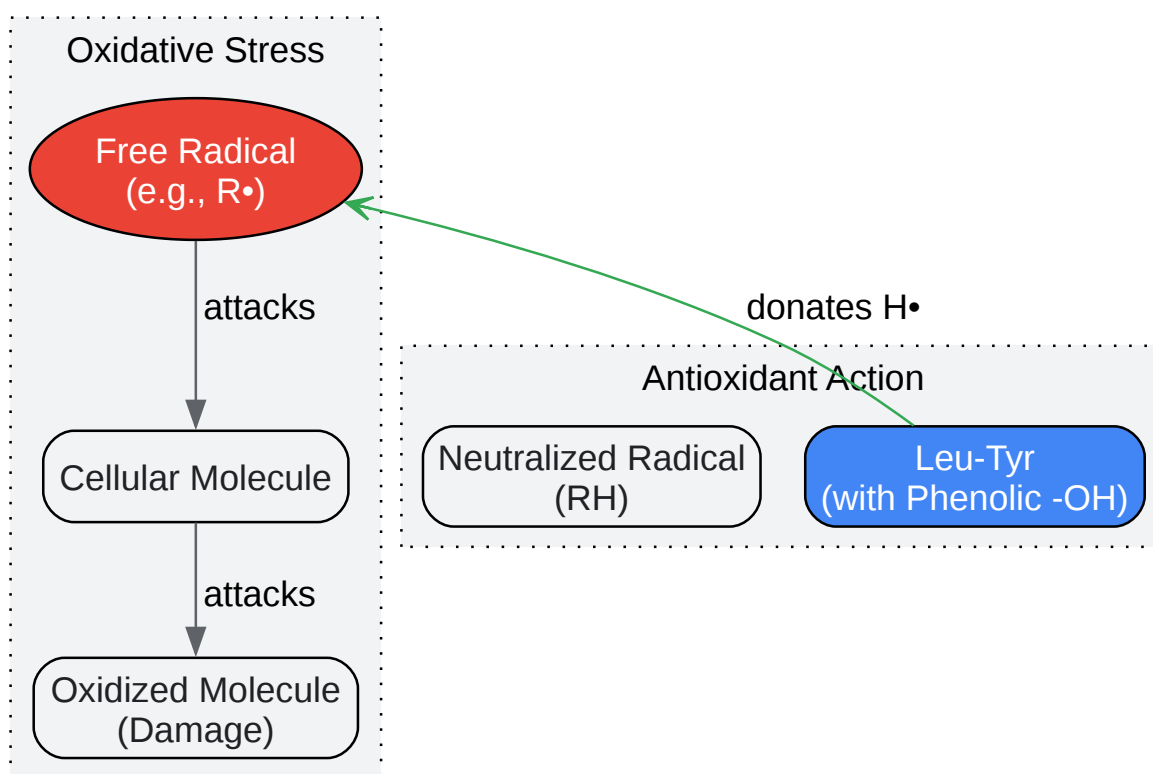 Oxidative Stress
Free Radical
(e.g., R•)
attacks
donates H•
Antioxidant Action
Cellular Molecule
Neutralized Radical
(RH)
Leu-Tyr
(with Phenolic -OH)
attacks
Oxidized Molecule
(Damage)